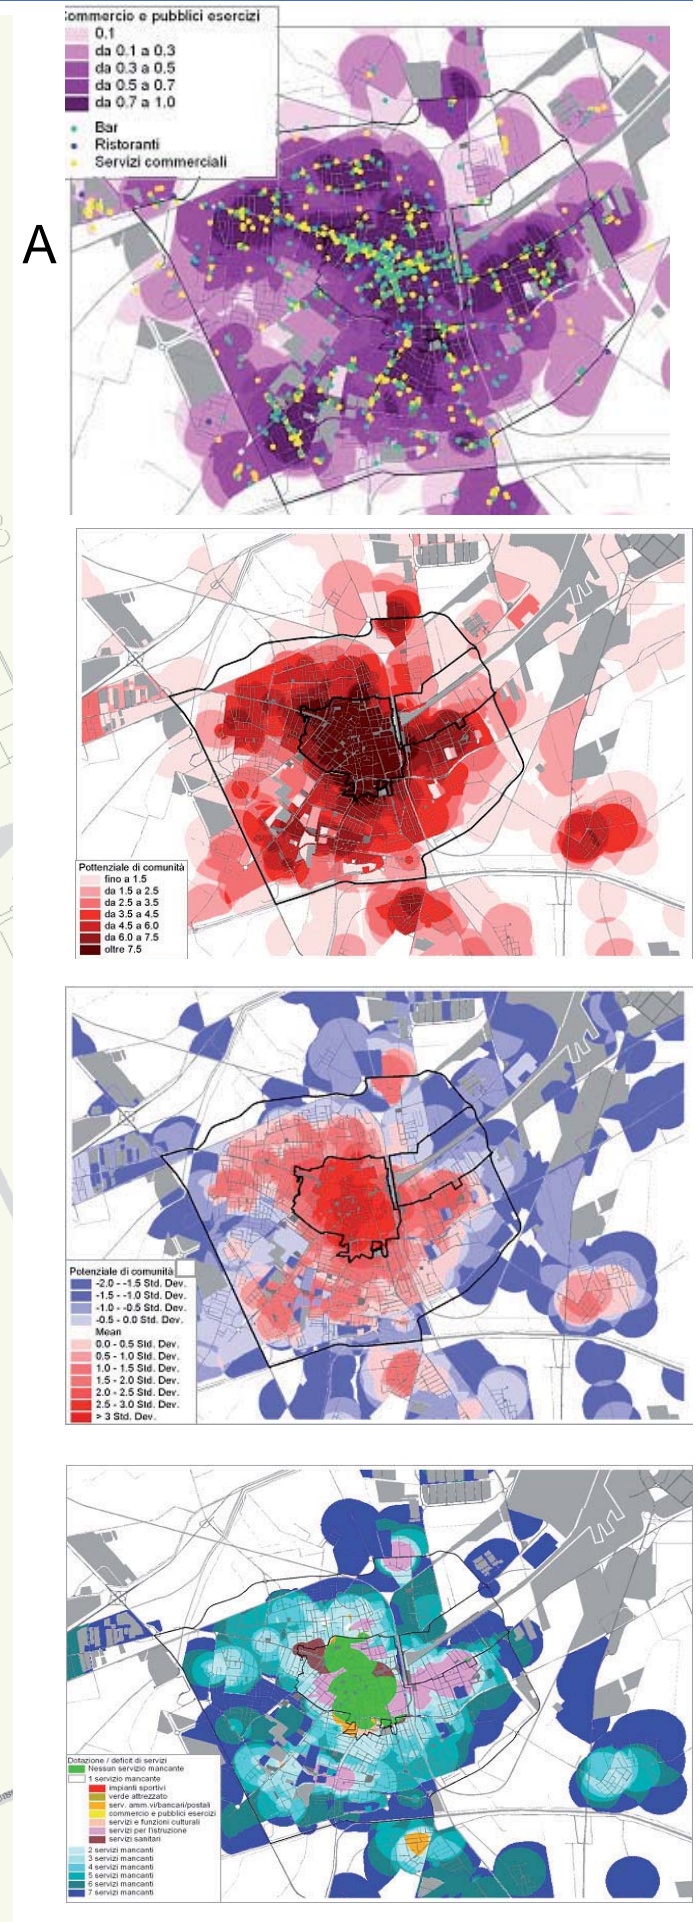 Commercio e pubblici esercizi
0.1
da 0.1 a 0.3
da 0.3 a 0.5
da 0.5 a 0.7
da 0.7 a 1.0
Bar
Ristoranti
Servizi commerciali
A
Pottenziale di comunità
fino a 1.5
da 1.5 a 2.5
da 2.5 a 3.5
da 3.5 a 4.5
da 4.5 a 6.0
da 6.0 a 7.5
oltre 7.5
Potenziale di comunità
-2.0 - -1.5 Std. Dev.
-1.5 - -1.0 Std. Dev.
-1.0 - -0.5 Std. Dev.
-0.5 - 0.0 Std. Dev.
Mean
0.0 - 0.5 Std. Dev.
0.5 - 1.0 Std. Dev.
1.0 - 1.5 Std. Dev.
1.5 - 2.0 Std. Dev.
2.0 - 2.5 Std. Dev.
2.5 - 3.0 Std. Dev.
> 3 Std. Dev.
Dotazione / deficit di servizi
Nessun servizio mancante
1 servizio mancante
impianti sportivi
verde attrezzato
serv. amm.vi/bancari/postali
commercio e pubblici esercizi
servizi e funzioni culturali
servizi per l'istruzione
servizi sanitari
2 servizi mancanti
3 servizi mancanti
4 servizi mancanti
5 servizi mancanti
6 servizi mancanti
7 servizi mancanti